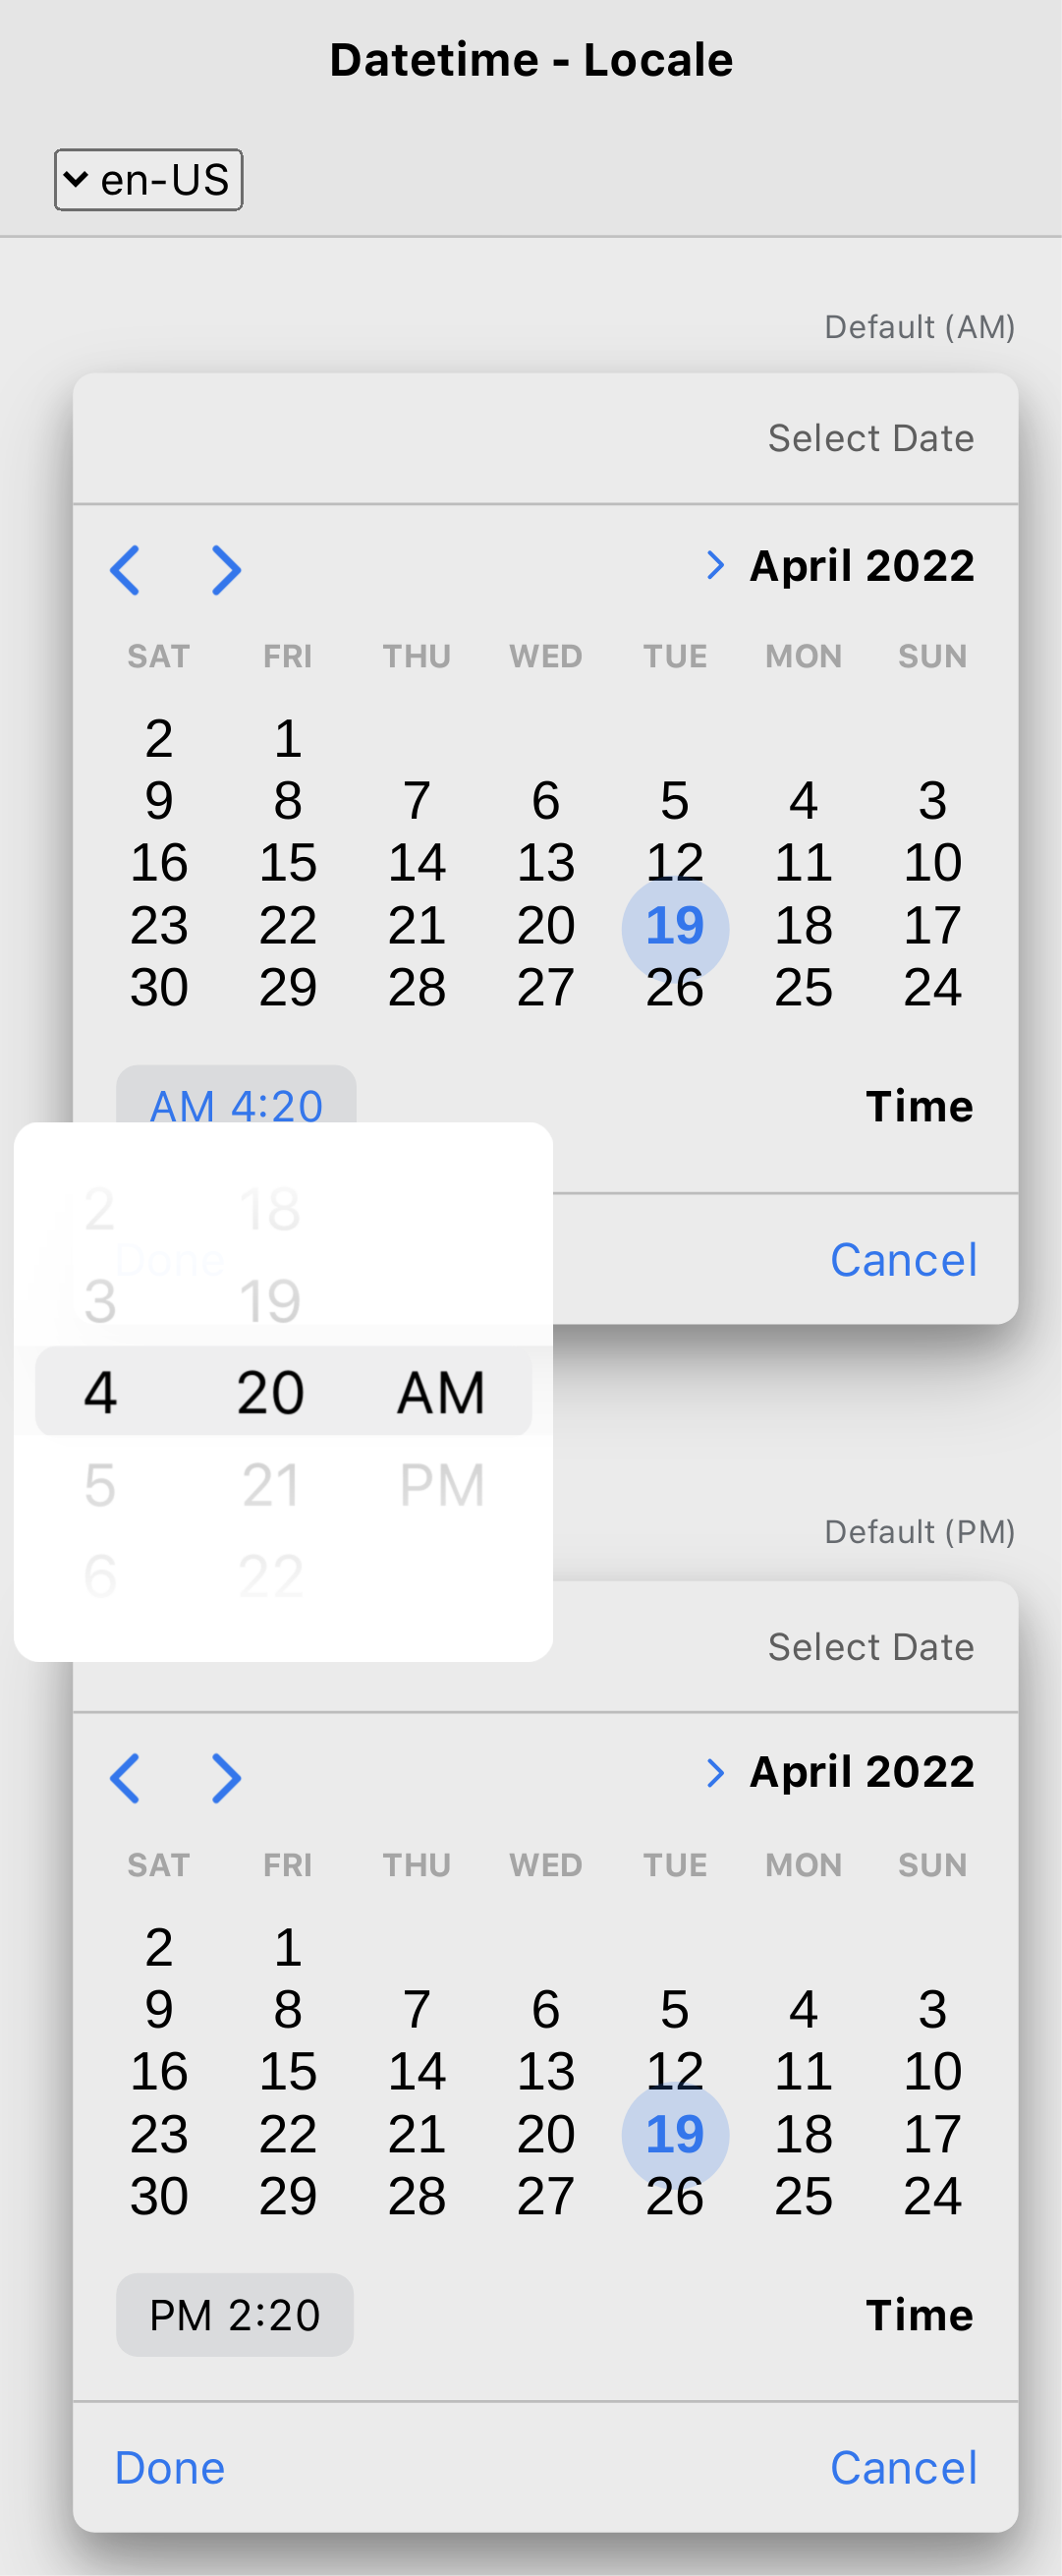 Datetime - Locale
en-US
Default (AM)
Select Date
April 2022
SAT FRI THU WED TUE MON SUN
2 1
9 8 7 6 5 4 3
16 15 14 13 12 11 10
23 22 21 20 19 18 17
30 29 28 27 26 25 24
AM 4:20 Time
Done Cancel
2 18
3 19
4 20 AM
5 21 PM
6 22
Default (PM)
Select Date
April 2022
SAT FRI THU WED TUE MON SUN
2 1
9 8 7 6 5 4 3
16 15 14 13 12 11 10
23 22 21 20 19 18 17
30 29 28 27 26 25 24
PM 2:20 Time
Done Cancel